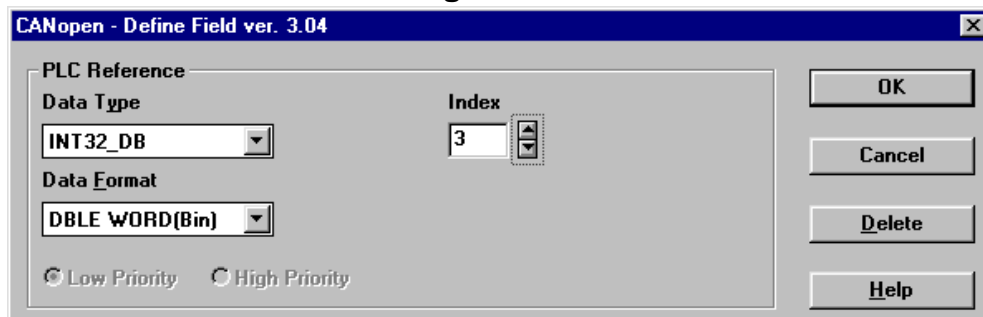 CANopen - Define Field ver. 3.04
PLC Reference
Data Type
Index
INT32_DB
3
Data Format
DBLE WORD(Bin)
Low Priority
High Priority
OK
Cancel
Delete
Help